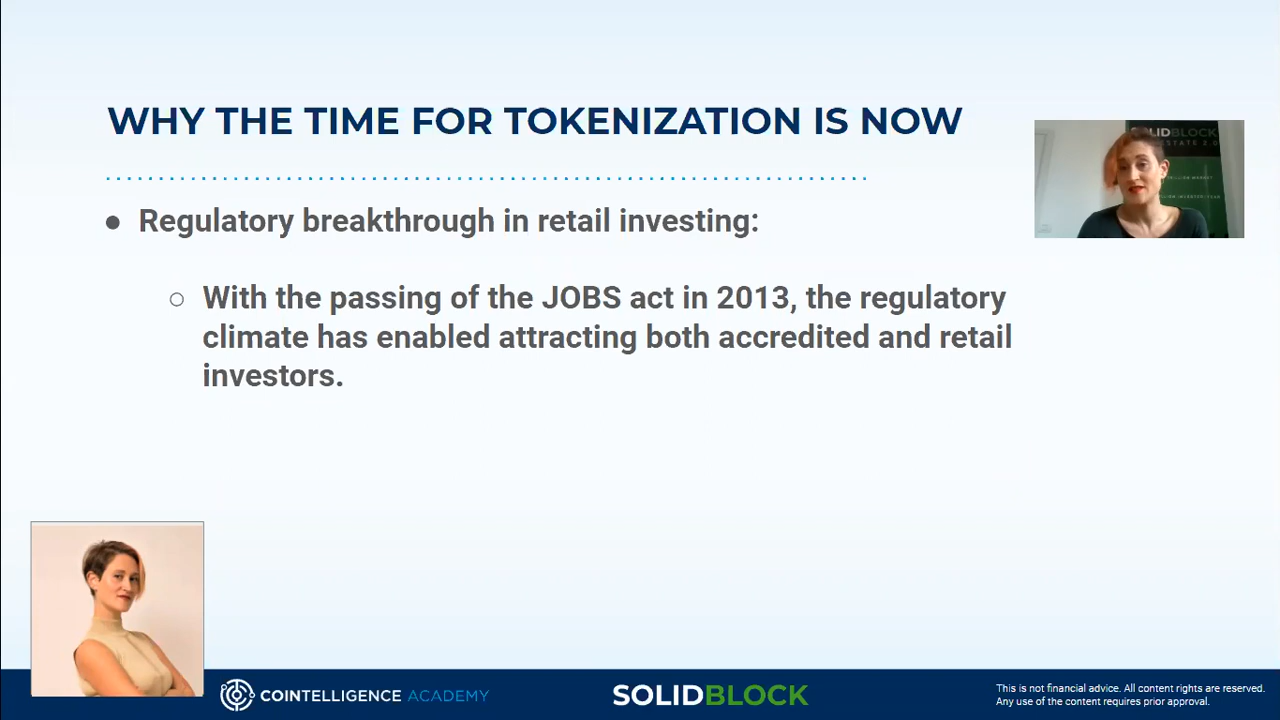 WHY THE TIME FOR TOKENIZATION IS NOW
SOLIDBLOCK
● Regulatory breakthrough in retail investing:
○ With the passing of the JOBS act in 2013, the regulatory
climate has enabled attracting both accredited and retail
investors.
COINTELLIGENCE ACADEMY
SOLIDBLOCK
This is not financial advice. All content rights are reserved.
Any use of the content requires prior approval.